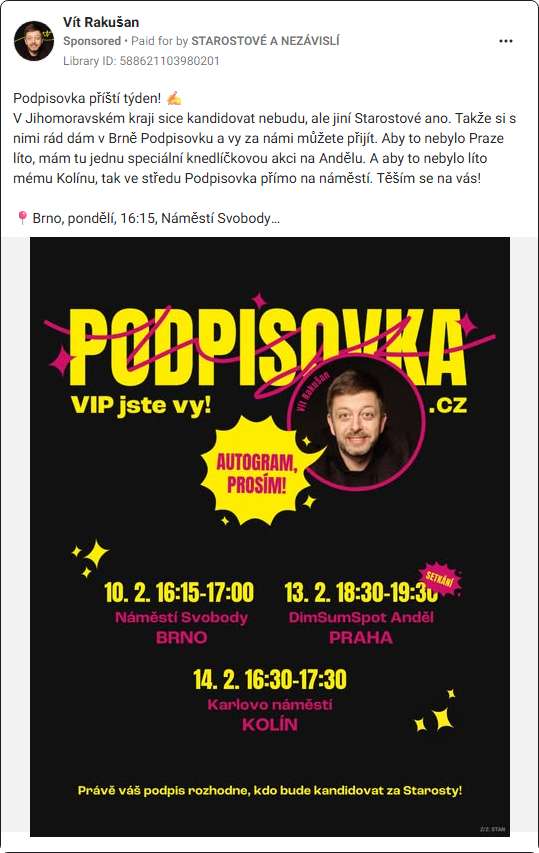 Vít Rakušan
Sponsored • Paid for by STAROSTOVÉ A NEZÁVISLÍ
Library ID: 588621103980201
Podpisovka příští týden! ✍️
V Jihomoravském kraji sice kandidovat nebudu, ale jiní Starostové ano. Takže si s
nimi rád dám v Brně Podpisovku a vy za námi můžete přijít. Aby to nebylo Praze
líto, mám tu jednu speciální knedlíčkovou akci na Andělu. A aby to nebylo líto
mému Kolínu, tak ve středu Podpisovka přímo na náměstí. Těším se na vás!
📍Brno, pondělí, 16:15, Náměstí Svobody…
PODPISOVKA
VIP jste vy!
.CZ
Vít Rakušan
AUTOGRAM,
PROSÍM!
10. 2. 16:15-17:00
Náměstí Svobody
BRNO
SETKÁNÍ
13. 2. 18:30-19:30
DimSumSpot Anděl
PRAHA
14. 2. 16:30-17:30
Karlovo náměstí
KOLÍN
Právě váš podpis rozhodne, kdo bude kandidovat za Starosty!
Z/Z: STAN